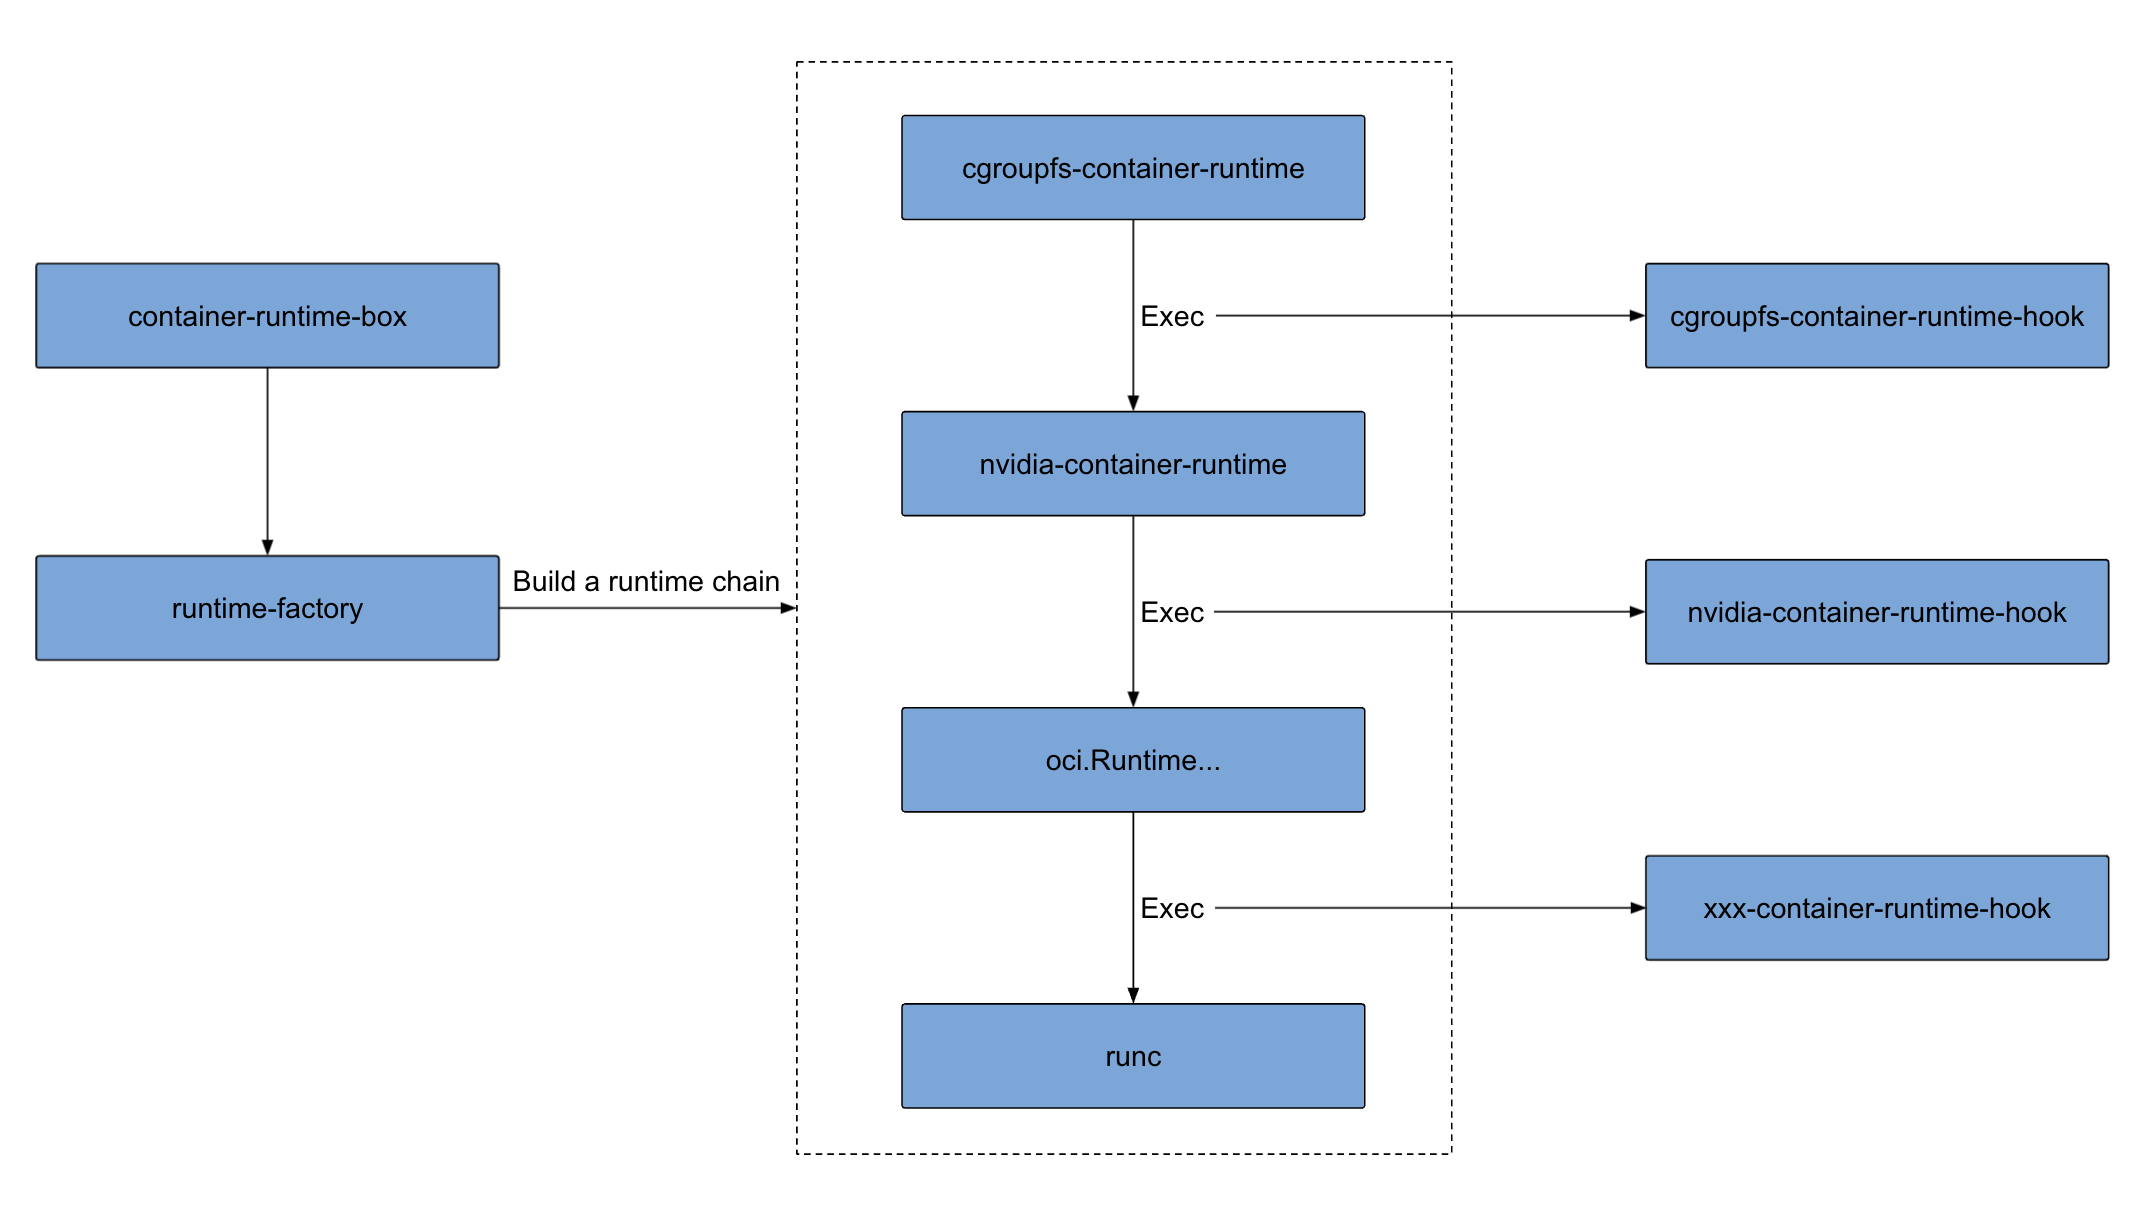 container-runtime-box
runtime-factory
Build a runtime chain
cgroupfs-container-runtime
Exec
cgroupfs-container-runtime-hook
nvidia-container-runtime
Exec
nvidia-container-runtime-hook
oci.Runtime...
Exec
xxx-container-runtime-hook
runc